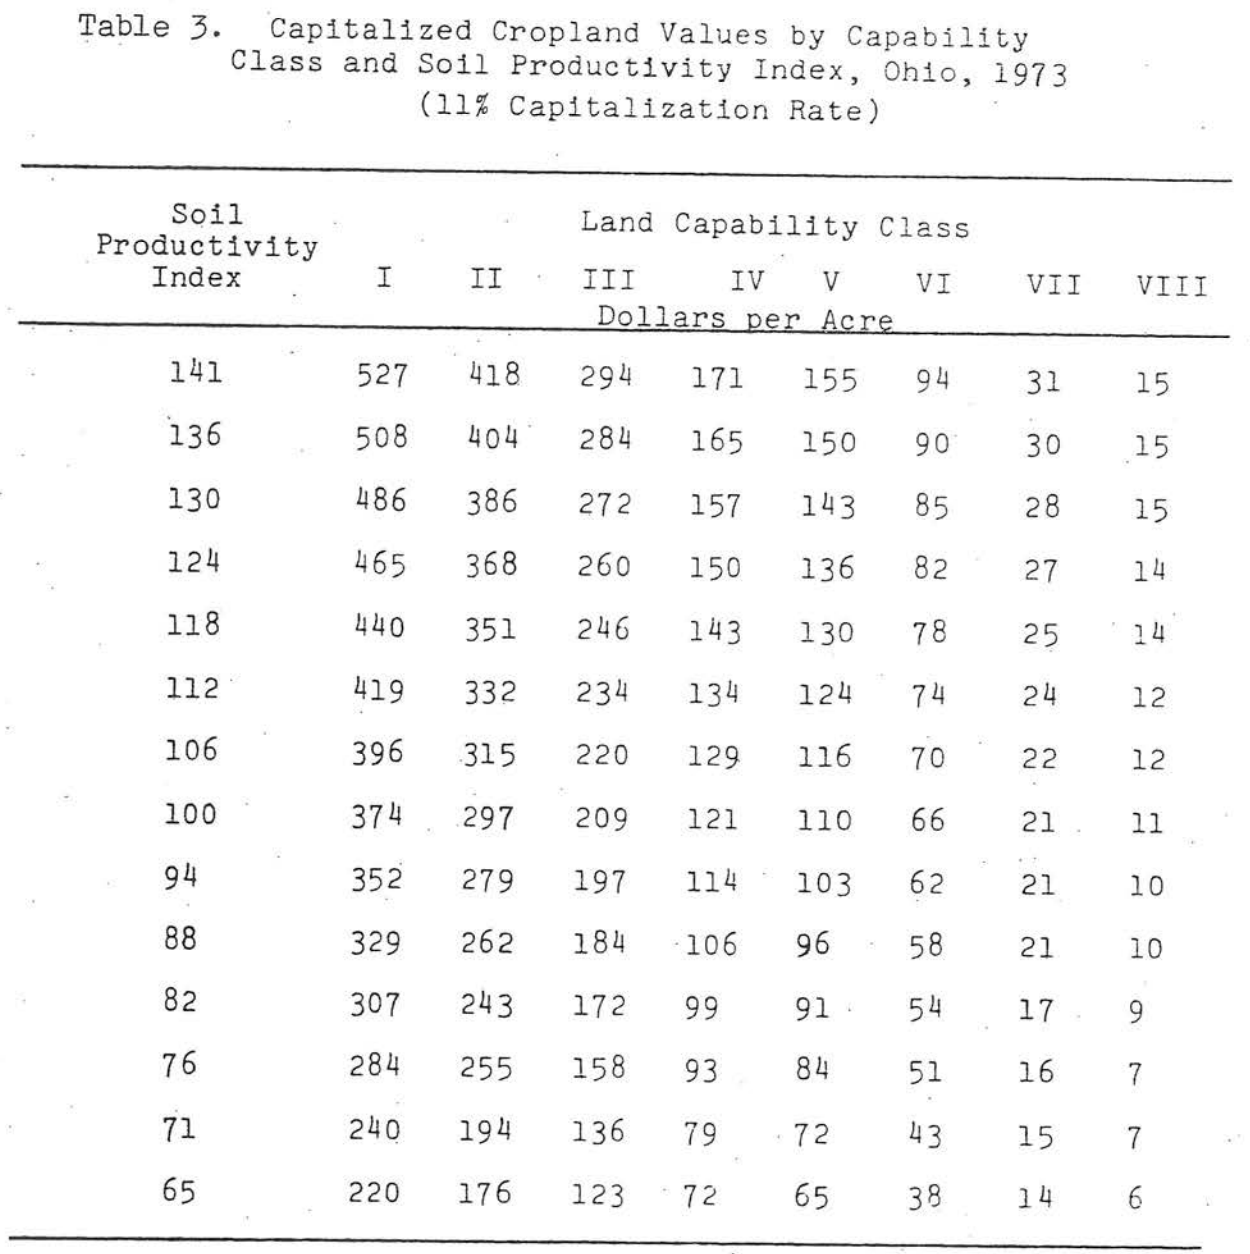 Table 3. Capitalized Cropland Values by Capability
Class and Soil Productivity Index, Ohio, 1973
(11% Capitalization Rate)
Soil
Productivity
Index
Land Capability Class
I II III IV V VI VII VIII
Dollars per Acre
141 527 418 294 171 155 94 31 15
136 508 404 284 165 150 90 30 15
130 486 386 272 157 143 85 28 15
124 465 368 260 150 136 82 27 14
118 440 351 246 143 130 78 25 14
112 419 332 234 134 124 74 24 12
106 396 315 220 129 116 70 22 12
100 374 297 209 121 110 66 21 11
94 352 279 197 114 103 62 21 10
88 329 262 184 106 96 58 21 10
82 307 243 172 99 91 54 17 9
76 284 255 158 93 84 51 16 7
71 240 194 136 79 72 43 15 7
65 220 176 123 72 65 38 14 6